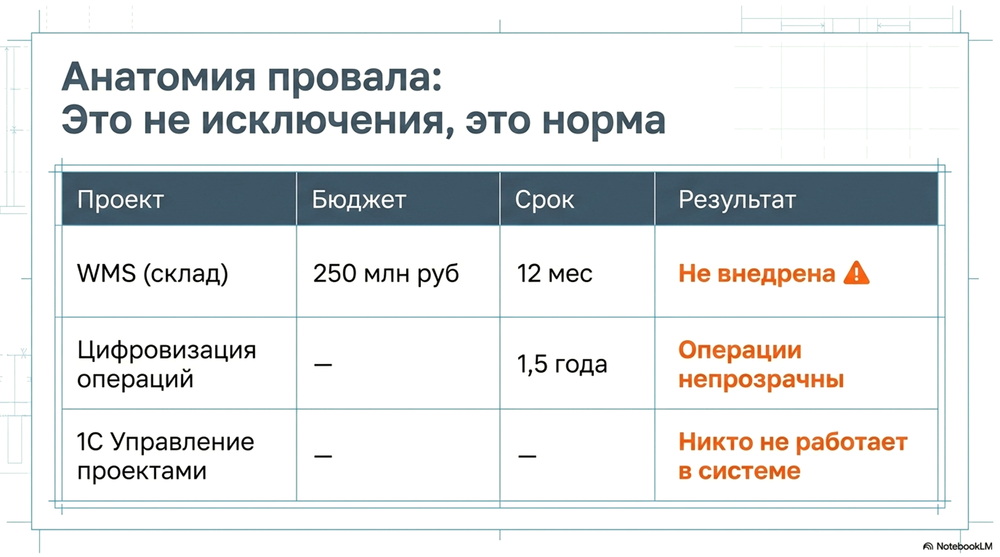 Анатомия провала:
Это не исключения, это норма
Проект
Бюджет
Срок
Результат
WMS (склад)
250 млн руб
12 мес
Не внедрена
Цифровизация
операций
—
1,5 года
Операции
непрозрачны
1С Управление
проектами
—
—
Никто не работает
в системе
NotebookLM